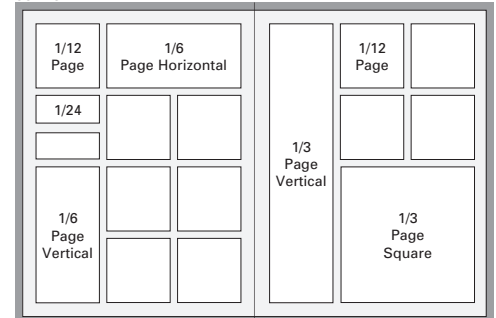 1/12
Page
1/6
Page Horizontal
1/24
1/6
Page
Vertical
1/3
Page
Vertical
1/12
Page
1/3
Page
Square